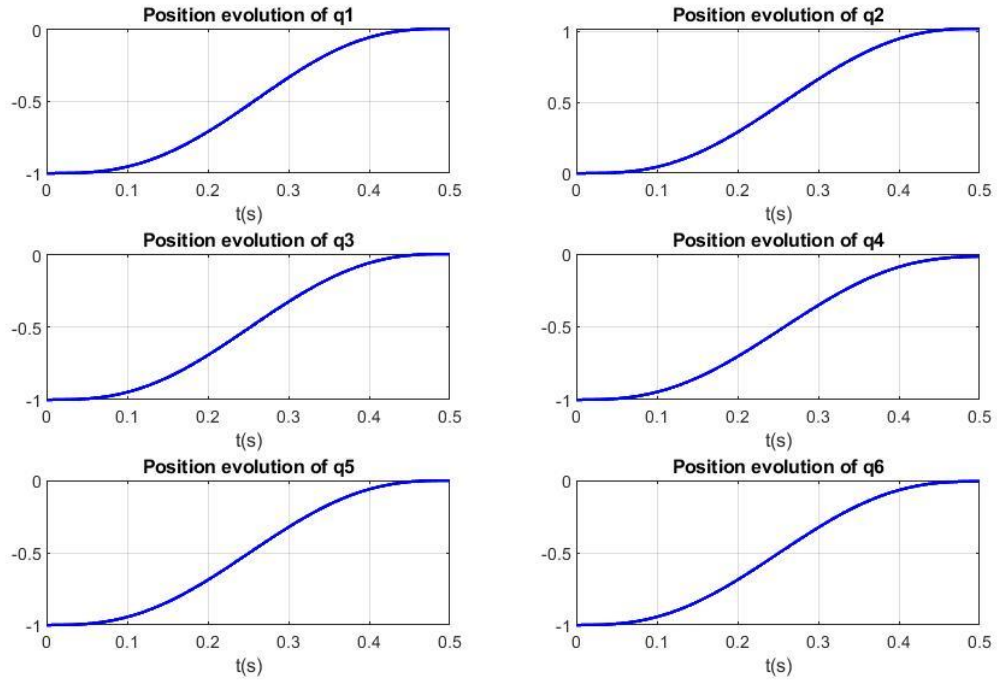 Position evolution of q1
0
-0.5
-1
0 0.1 0.2 0.3 0.4 0.5
t(s)
Position evolution of q2
1
0.5
0
0 0.1 0.2 0.3 0.4 0.5
t(s)
Position evolution of q3
0
-0.5
-1
0 0.1 0.2 0.3 0.4 0.5
t(s)
Position evolution of q4
0
-0.5
-1
0 0.1 0.2 0.3 0.4 0.5
t(s)
Position evolution of q5
0
-0.5
-1
0 0.1 0.2 0.3 0.4 0.5
t(s)
Position evolution of q6
0
-0.5
-1
0 0.1 0.2 0.3 0.4 0.5
t(s)